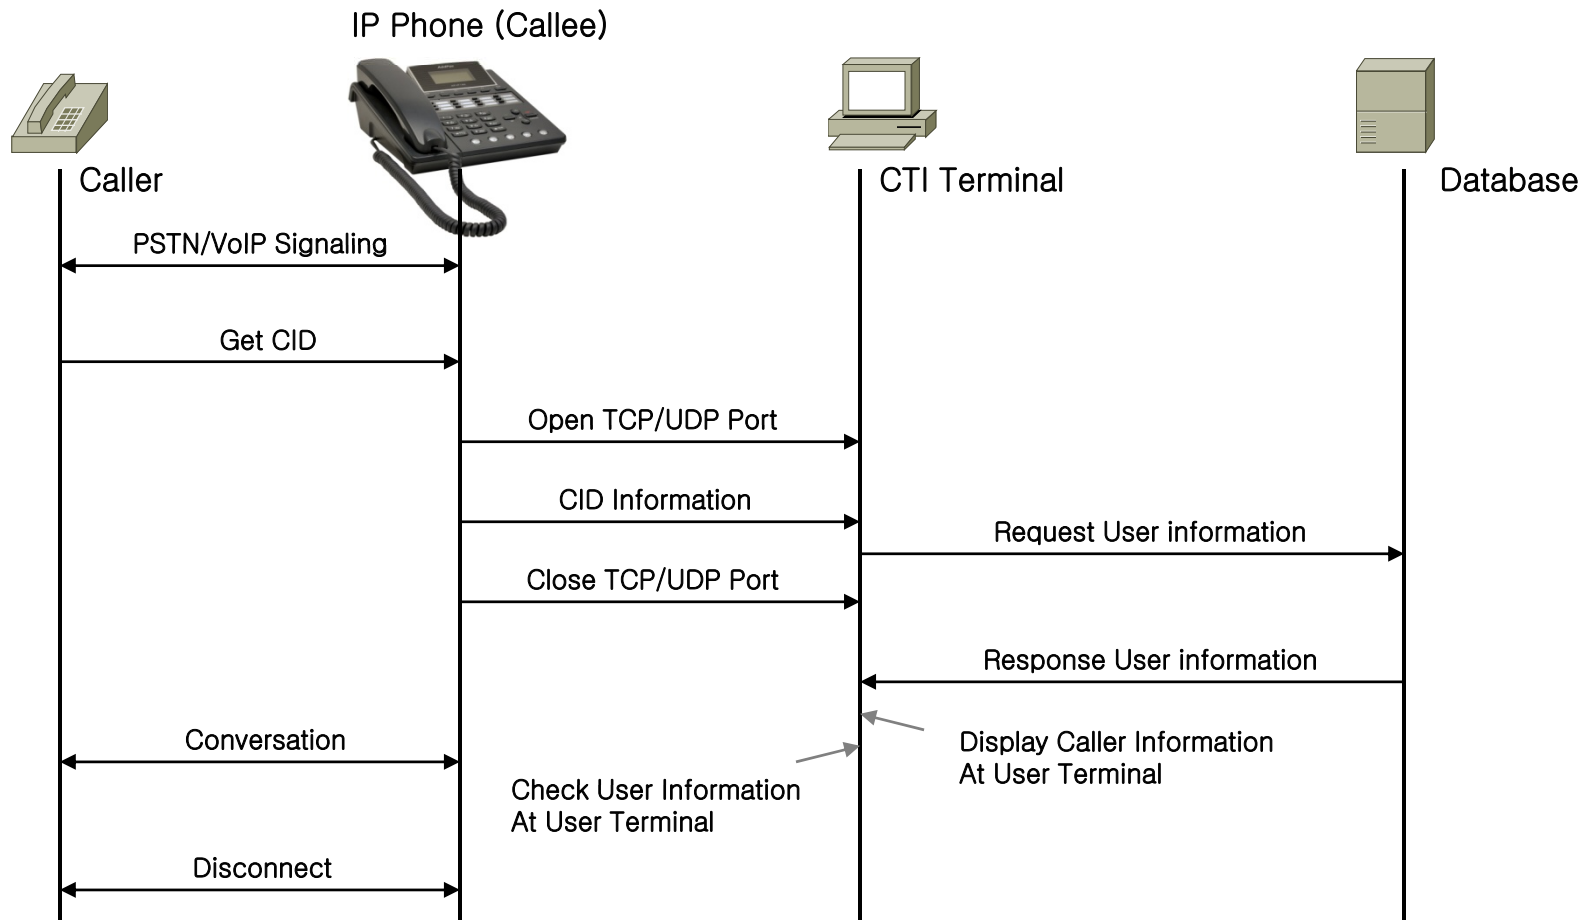 IP Phone (Callee)
Caller
CTI Terminal
Database
PSTN/VoIP Signaling
Get CID
Open TCP/UDP Port
CID Information
Request User information
Close TCP/UDP Port
Response User information
Conversation
Display Caller Information
At User Terminal
Check User Information
At User Terminal
Disconnect